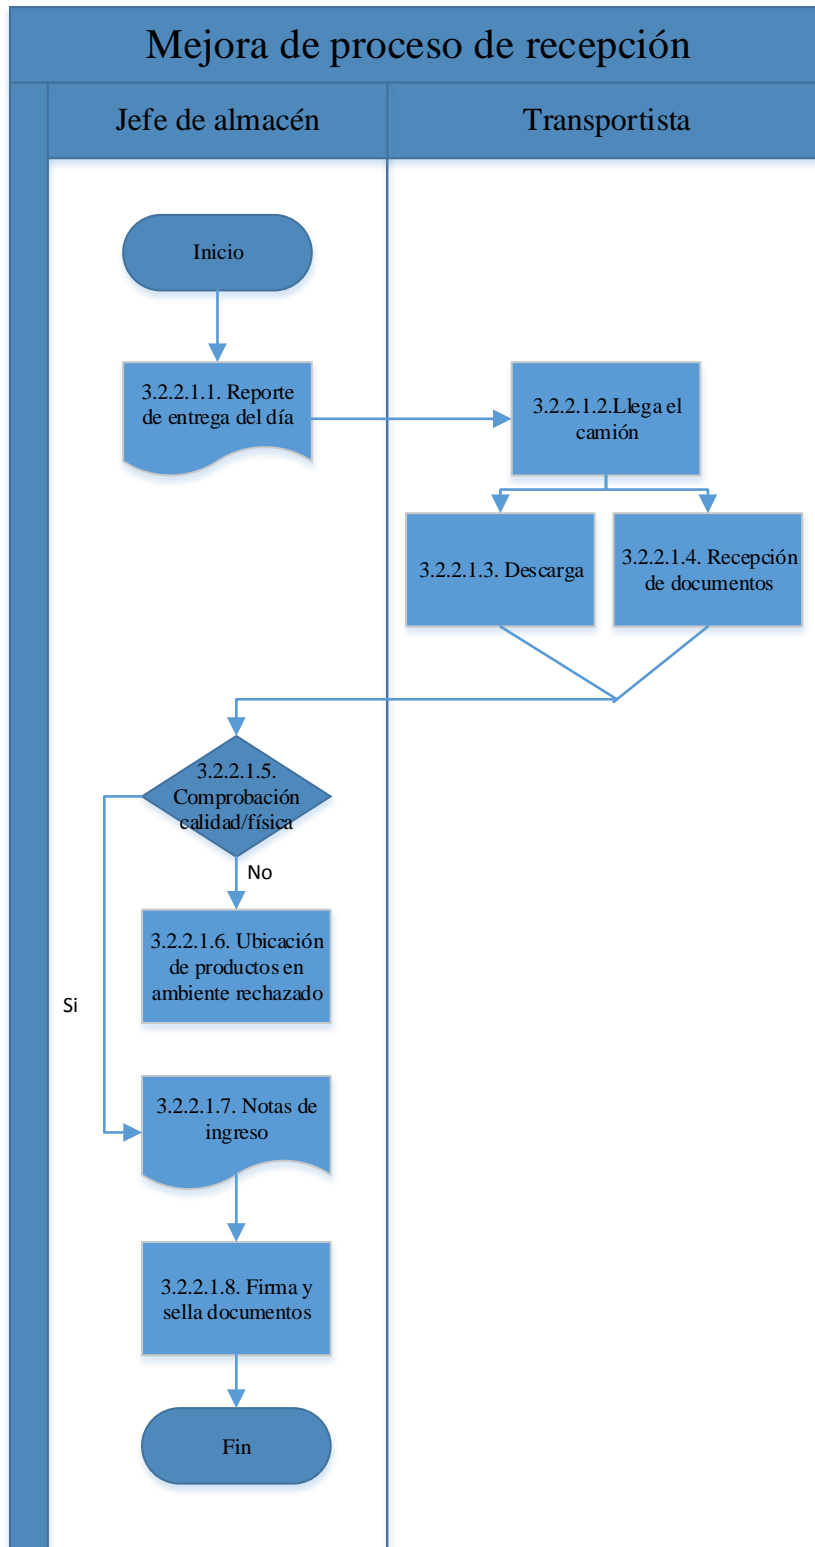 Mejora de proceso de recepción
Jefe de almacén
Transportista
Inicio
3.2.2.1.1. Reporte
de entrega del día
3.2.2.1.2.Llega el
camión
3.2.2.1.3. Descarga
3.2.2.1.4. Recepción
de documentos
3.2.2.1.5.
Comprobación
calidad/física
No
3.2.2.1.6. Ubicación
de productos en
ambiente rechazado
Si
3.2.2.1.7. Notas de
ingreso
3.2.2.1.8. Firma y
sella documentos
Fin